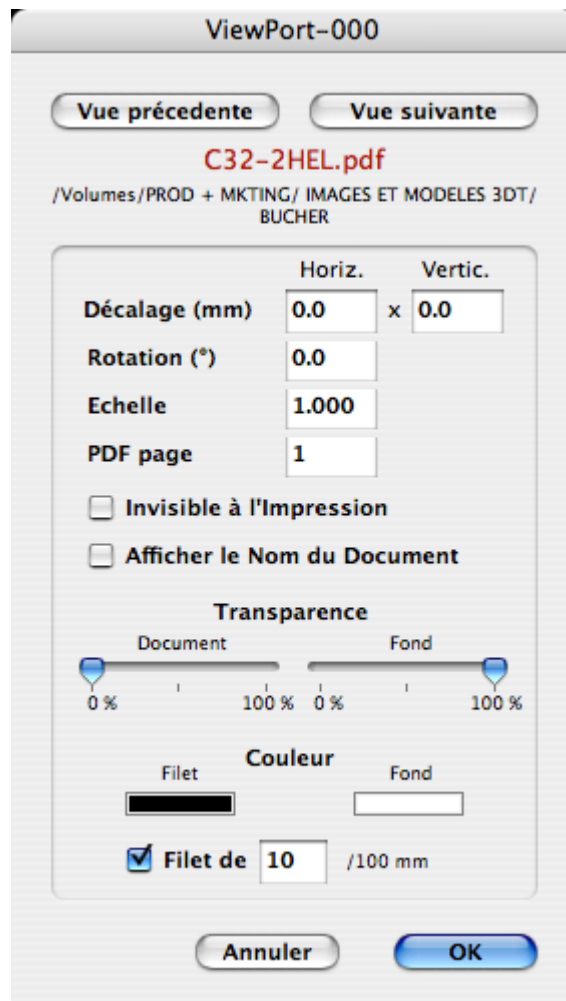 ViewPort-000
Vue précedente Vue suivante
C32-2HEL.pdf
/Volumes/PROD + MKTING/ IMAGES ET MODELES 3DT/
BUCHER
Horiz. Vertic.
Décalage (mm) 0.0 x 0.0
Rotation (°) 0.0
Echelle 1.000
PDF page 1
Invisible à l'Impression
Afficher le Nom du Document
Transparence
Document Fond
0 % 100 % 0 % 100 %
Couleur
Filet Fond
Filet de 10 /100 mm
Annuler OK